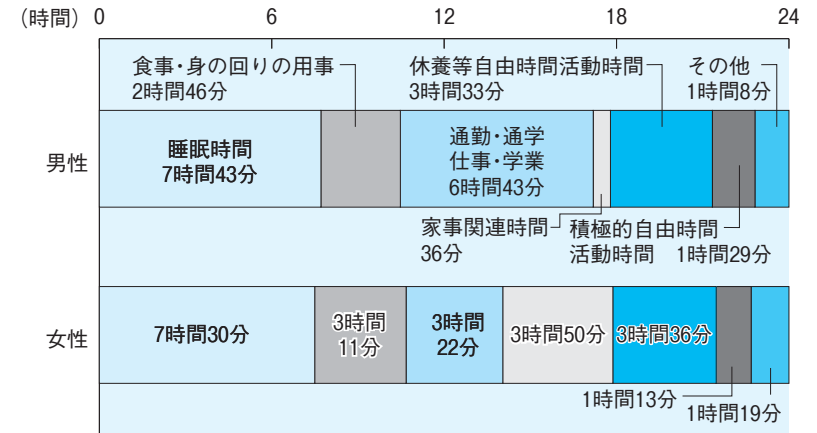 (時間) 0 6 12 18 24
食事・身の回りの用事
2時間46分
休養等自由時間活動時間
3時間33分
その他
1時間8分
男性
睡眠時間
7時間43分
通勤・通学
仕事・学業
6時間43分
家事関連時間
36分
積極的自由時間
活動時間 1時間29分
女性
7時間30分
3時間
11分
3時間
22分
3時間50分
3時間36分
1時間13分
1時間19分